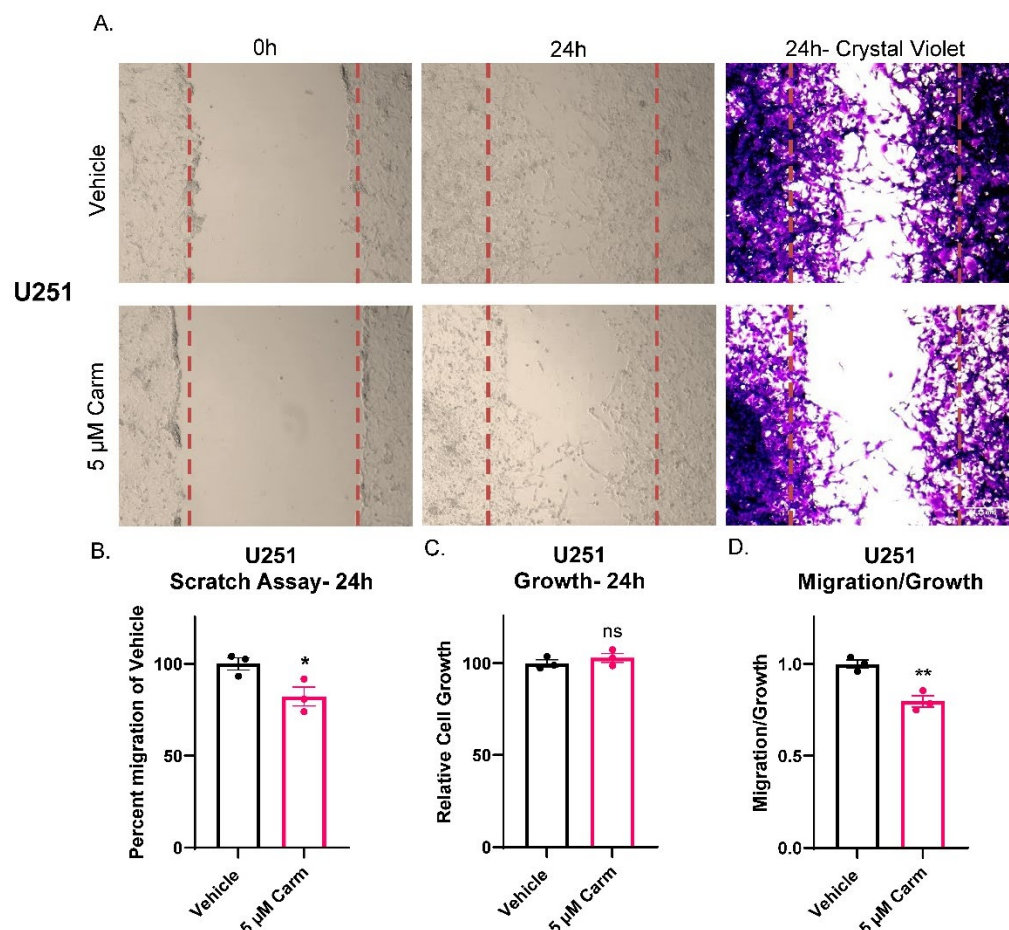 A.
0h
24h
24h- Crystal Violet
Vehicle
U251
5 µM Carm
B.
U251
Scratch Assay- 24h
Percent migration of Vehicle
100
50
0
*
Vehicle
5 µM Carm
C.
U251
Growth- 24h
Relative Cell Growth
100
50
0
ns
Vehicle
5 µM Carm
D.
U251
Migration/Growth
Migration/Growth
1.0
0.5
0.0
**
Vehicle
5 µM Carm